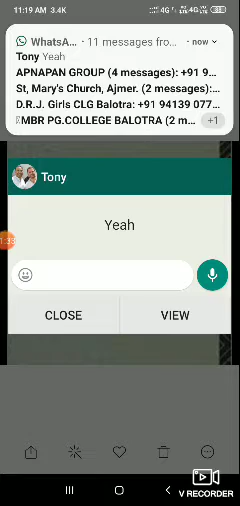 11:19 AM 3.4K
WhatsA... · 11 messages fro... · now
Tony Yeah
APNAPAN GROUP (4 messages): +91 9...
St, Mary's Church, Ajmer. (2 messages):...
D.R.J. Girls CLG Balotra: +91 94139 077...
MBR PG.COLLEGE BALOTRA (2 m... +1
Tony
Yeah
CLOSE VIEW
V RECORDER